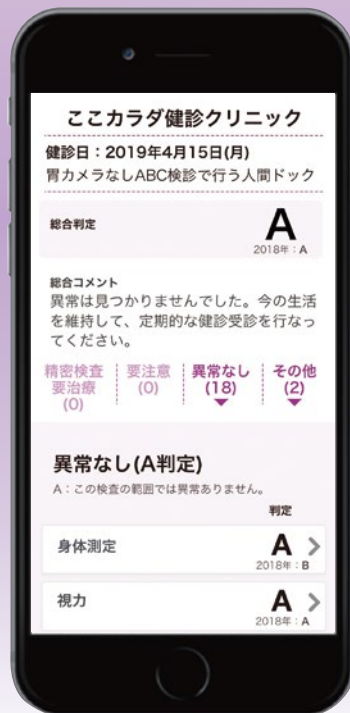 ここカラダ健診クリニック
健診日：2019年4月15日(月)
胃カメラなしABC検診で行う人間ドック
総合判定
A
2018年：A
総合コメント
異常は見つかりませんでした。今の生活
を維持して、定期的な健診受診を行なっ
てください。
精密検査
要治療
(0)
要注意
(0)
異常なし
(18)
その他
(2)
異常なし(A判定)
A：この検査の範囲では異常ありません。
判定
身体測定
A
2018年：B
視力
A
2018年：A